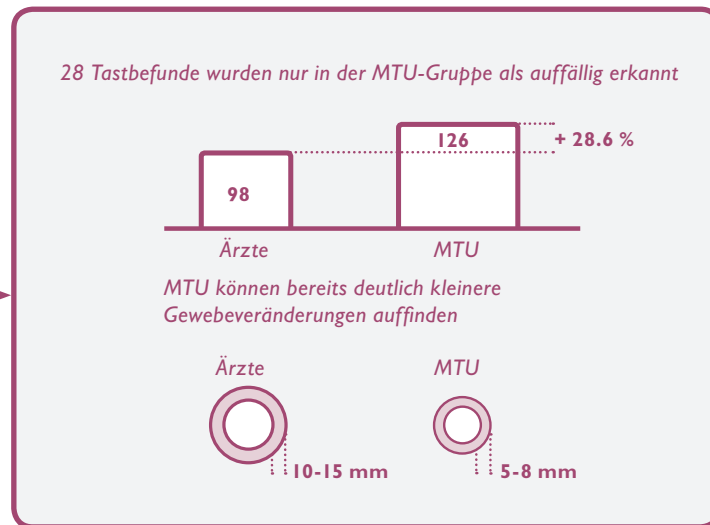 28 Tastbefunde wurden nur in der MTU-Gruppe als auffällig erkannt
126
+ 28.6 %
98
Ärzte
MTU
MTU können bereits deutlich kleinere
Gewebeveränderungen auffinden
Ärzte
MTU
10-15 mm
5-8 mm